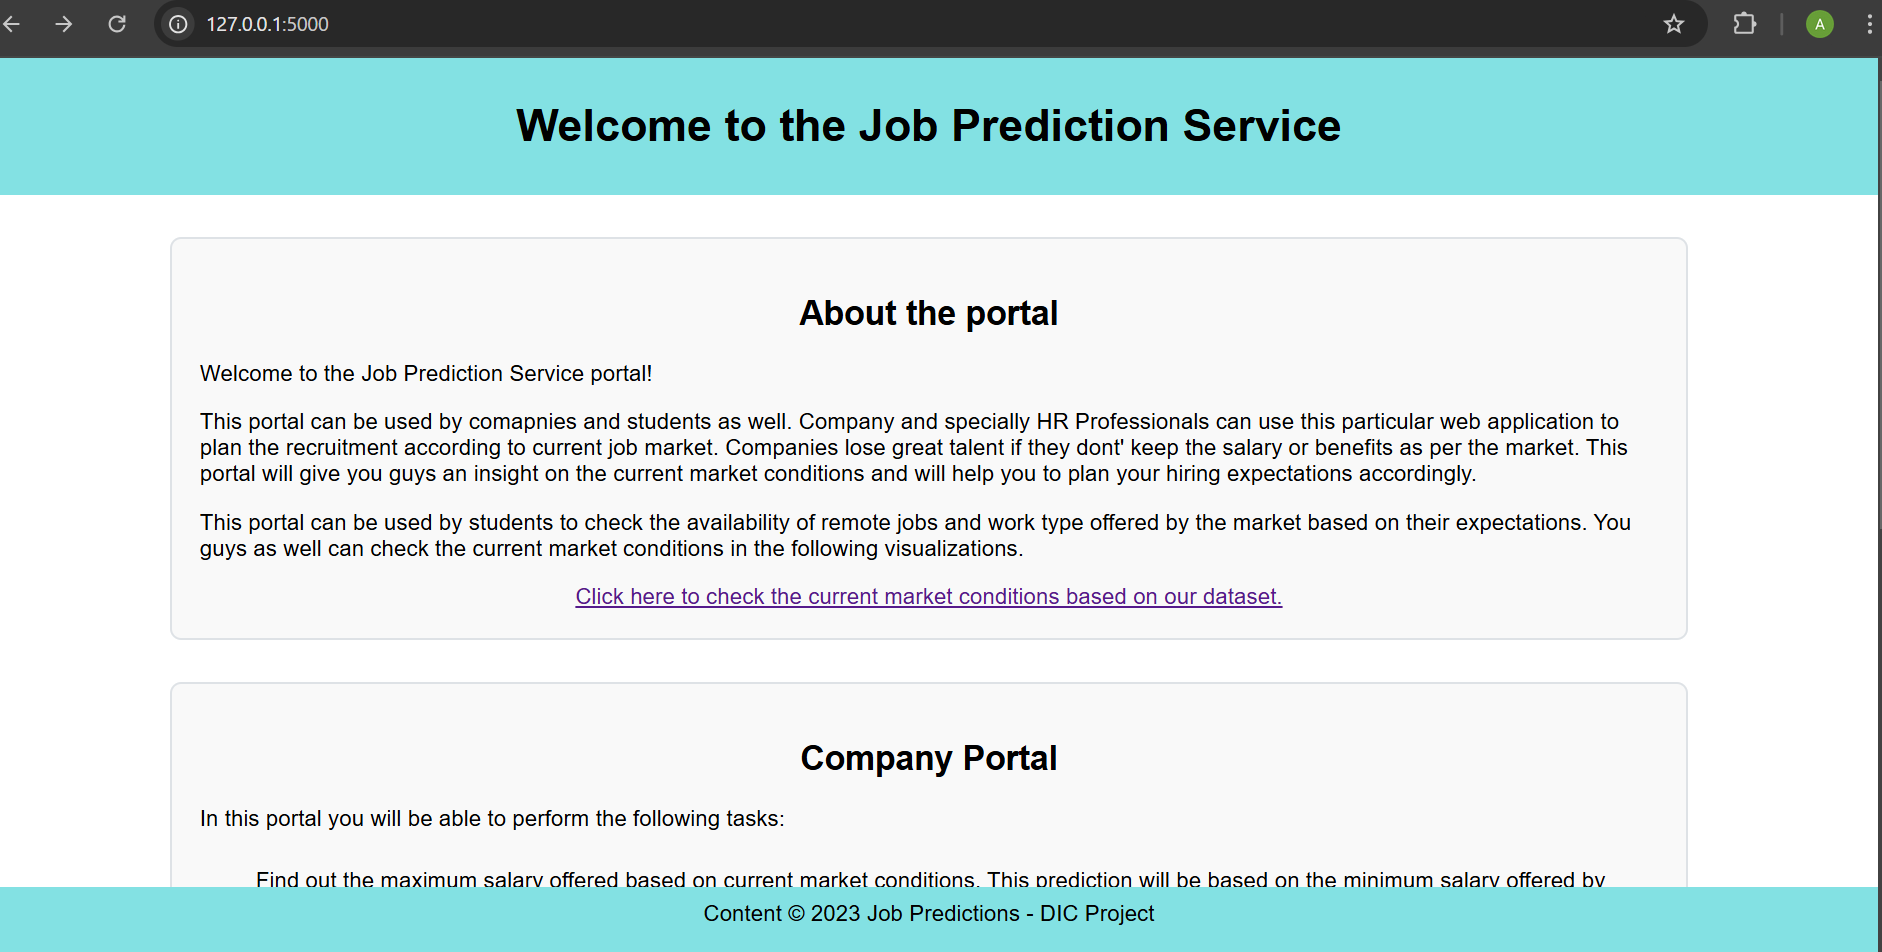 127.0.0.1:5000
A
Welcome to the Job Prediction Service
About the portal
Welcome to the Job Prediction Service portal!
This portal can be used by comapnies and students as well. Company and specially HR Professionals can use this particular web application to
plan the recruitment according to current job market. Companies lose great talent if they dont' keep the salary or benefits as per the market. This
portal will give you guys an insight on the current market conditions and will help you to plan your hiring expectations accordingly.
This portal can be used by students to check the availability of remote jobs and work type offered by the market based on their expectations. You
guys as well can check the current market conditions in the following visualizations.
Click here to check the current market conditions based on our dataset.
Company Portal
In this portal you will be able to perform the following tasks:
Find out the maximum salary offered based on current market conditions. This prediction will be based on the minimum salary offered by
Content © 2023 Job Predictions - DIC Project